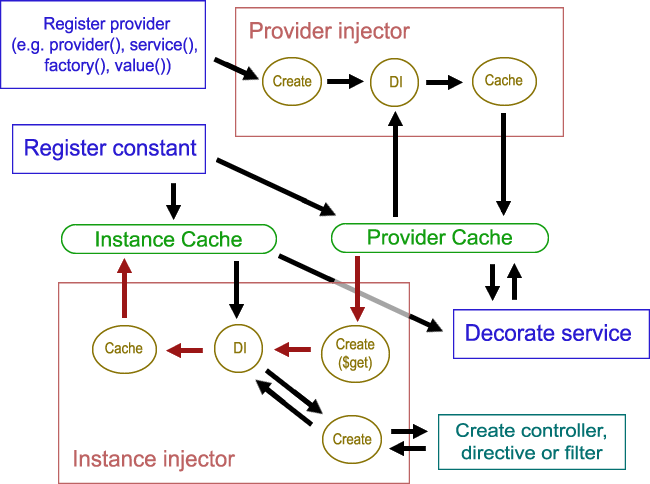 Register provider
(e.g. provider(), service(),
factory(), value())
Provider injector
Create
DI
Cache
Register constant
Instance Cache
Provider Cache
Decorate service
Cache
DI
Create
($get)
Create
Create controller,
directive or filter
Instance injector